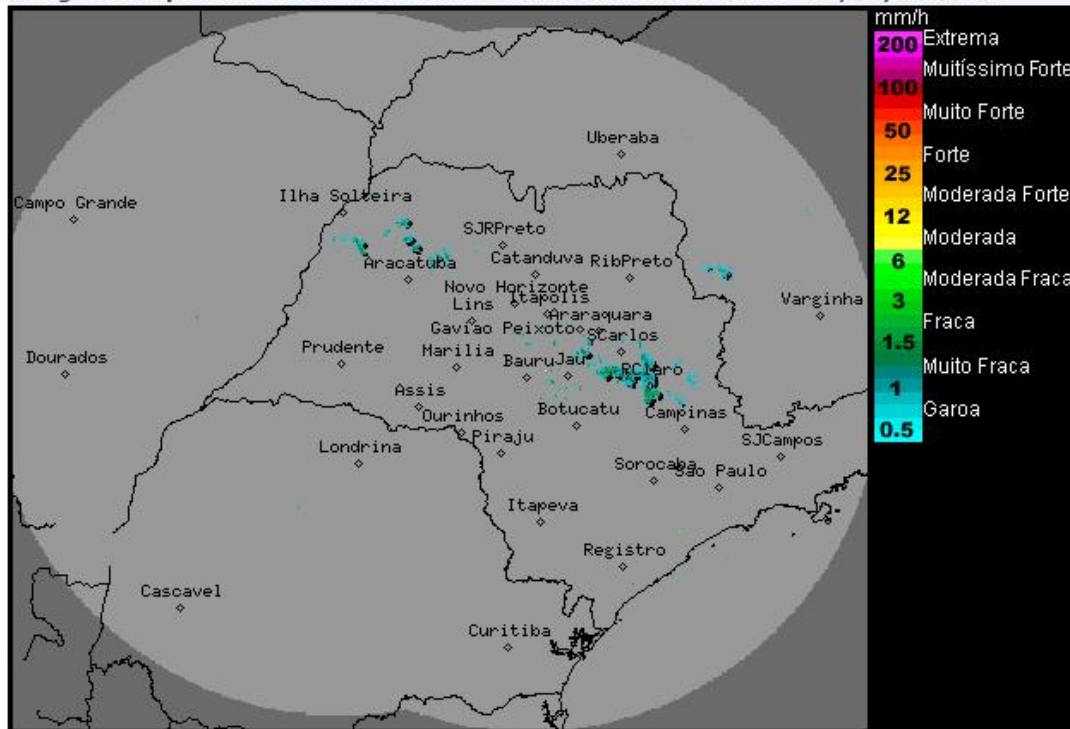 mm/h
200 Extrema
Muitíssimo Forte
100
Muito Forte
50
Forte
25
Moderada Forte
12
Moderada
6
Moderada Fraca
3
Fraca
1.5
Muito Fraca
1
Garoa
0.5
Uberaba
Campo Grande
Ilha Solteira
SJRPreto
Aracatuba
Catanduva
RibPreto
Novo Horizonte
Lins
Itapolis
Araraquara
Varginha
Gaviao Peixoto
SCarlos
Dourados
Prudente
Marilia
Bauru
Jau
RClaro
Assis
Ourinhos
Botucatu
Campinas
Piraju
Londrina
SJCampos
Sorocaba
Sao Paulo
Itapeva
Registro
Cascavel
Curitiba